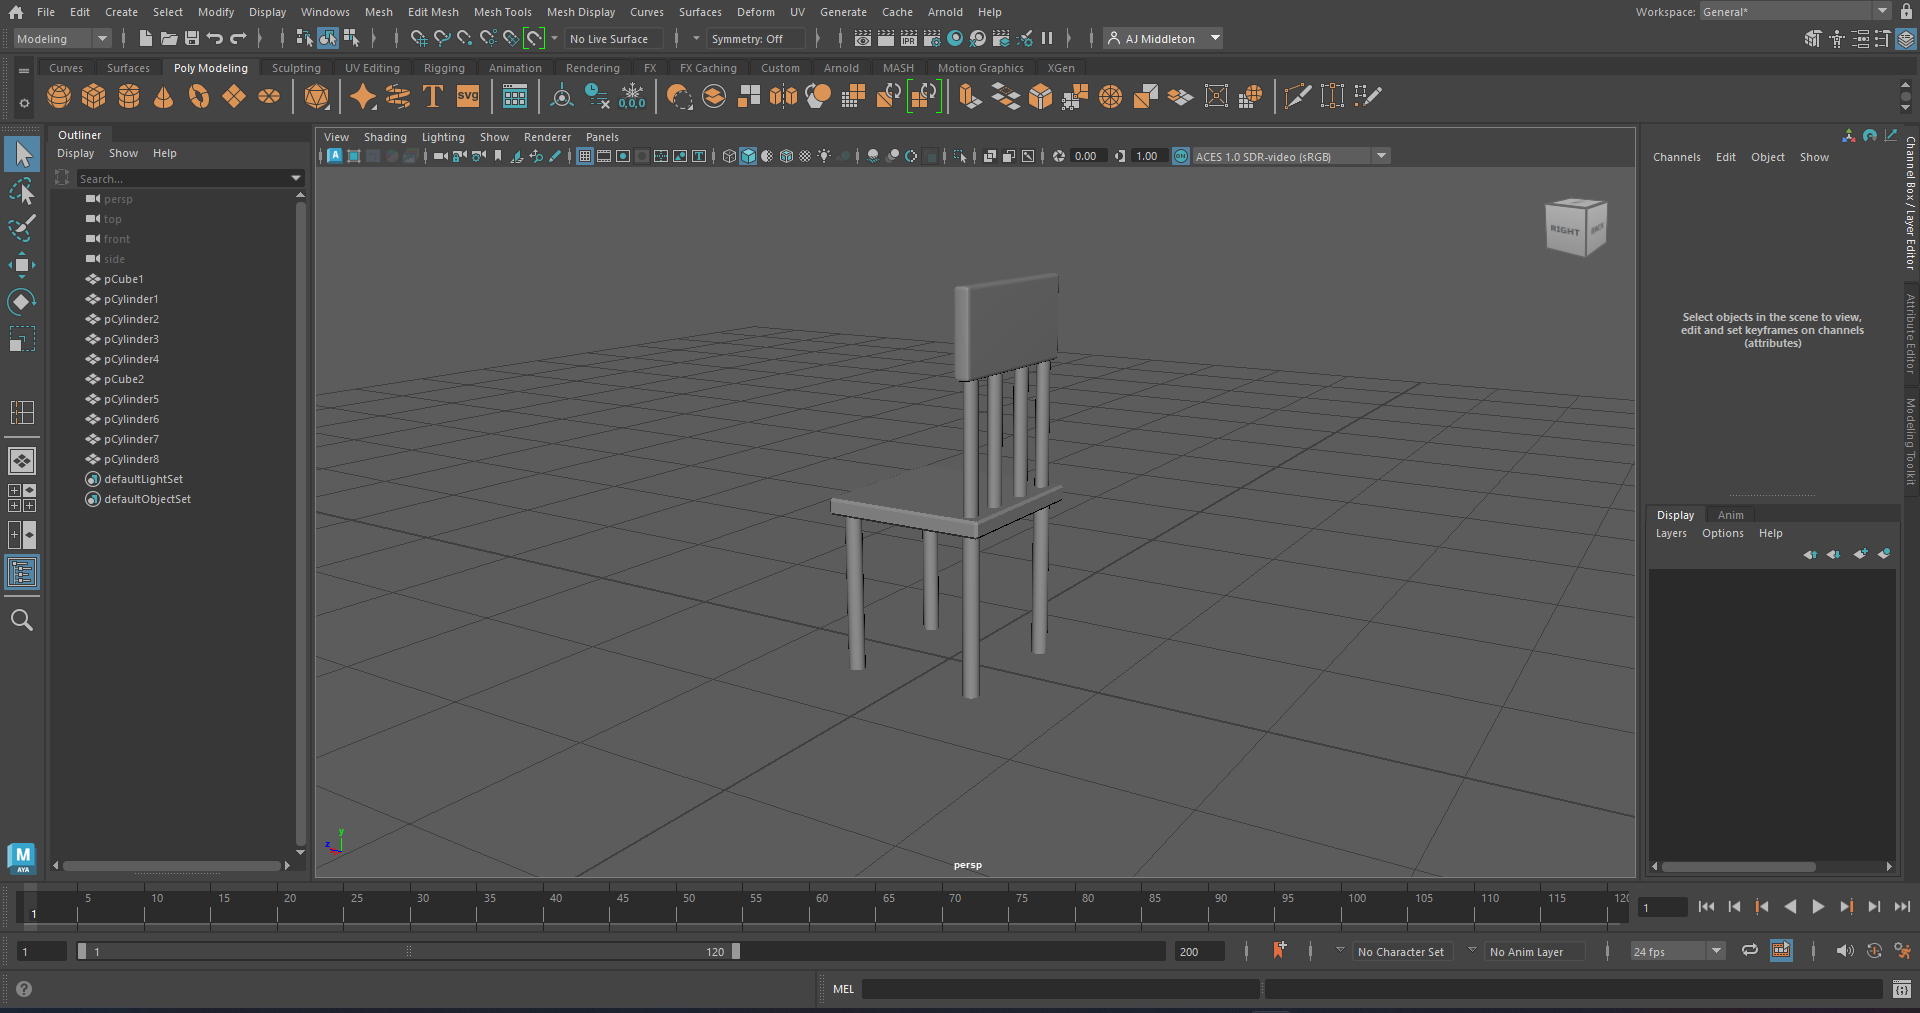 File Edit Create Select Modify Display Windows Mesh Edit Mesh Mesh Tools Mesh Display Curves Surfaces Deform UV Generate Cache Arnold Help Workspace: General*
Modeling No Live Surface Symmetry: Off IPR AJ Middleton
Curves Surfaces Poly Modeling Sculpting UV Editing Rigging Animation Rendering FX FX Caching Custom Arnold MASH Motion Graphics XGen
T SVG 0,0,0
Outliner
Display Show Help
Search...
persp
top
front
side
pCube1
pCylinder1
pCylinder2
pCylinder3
pCylinder4
pCube2
pCylinder5
pCylinder6
pCylinder7
pCylinder8
defaultLightSet
defaultObjectSet
View Shading Lighting Show Renderer Panels
0.00 1.00 ACES 1.0 SDR-video (sRGB)
RIGHT BACK
y
z
persp
Channels Edit Object Show
Select objects in the scene to view,
edit and set keyframes on channels
(attributes)
Channel Box / Layer Editor
Attribute Editor
Modeling Toolkit
Display Anim
Layers Options Help
M
AYA
5 10 15 20 25 30 35 40 45 50 55 60 65 70 75 80 85 90 95 100 105 110 115 120
1 1
1 1 120 200 No Character Set No Anim Layer 24 fps
MEL